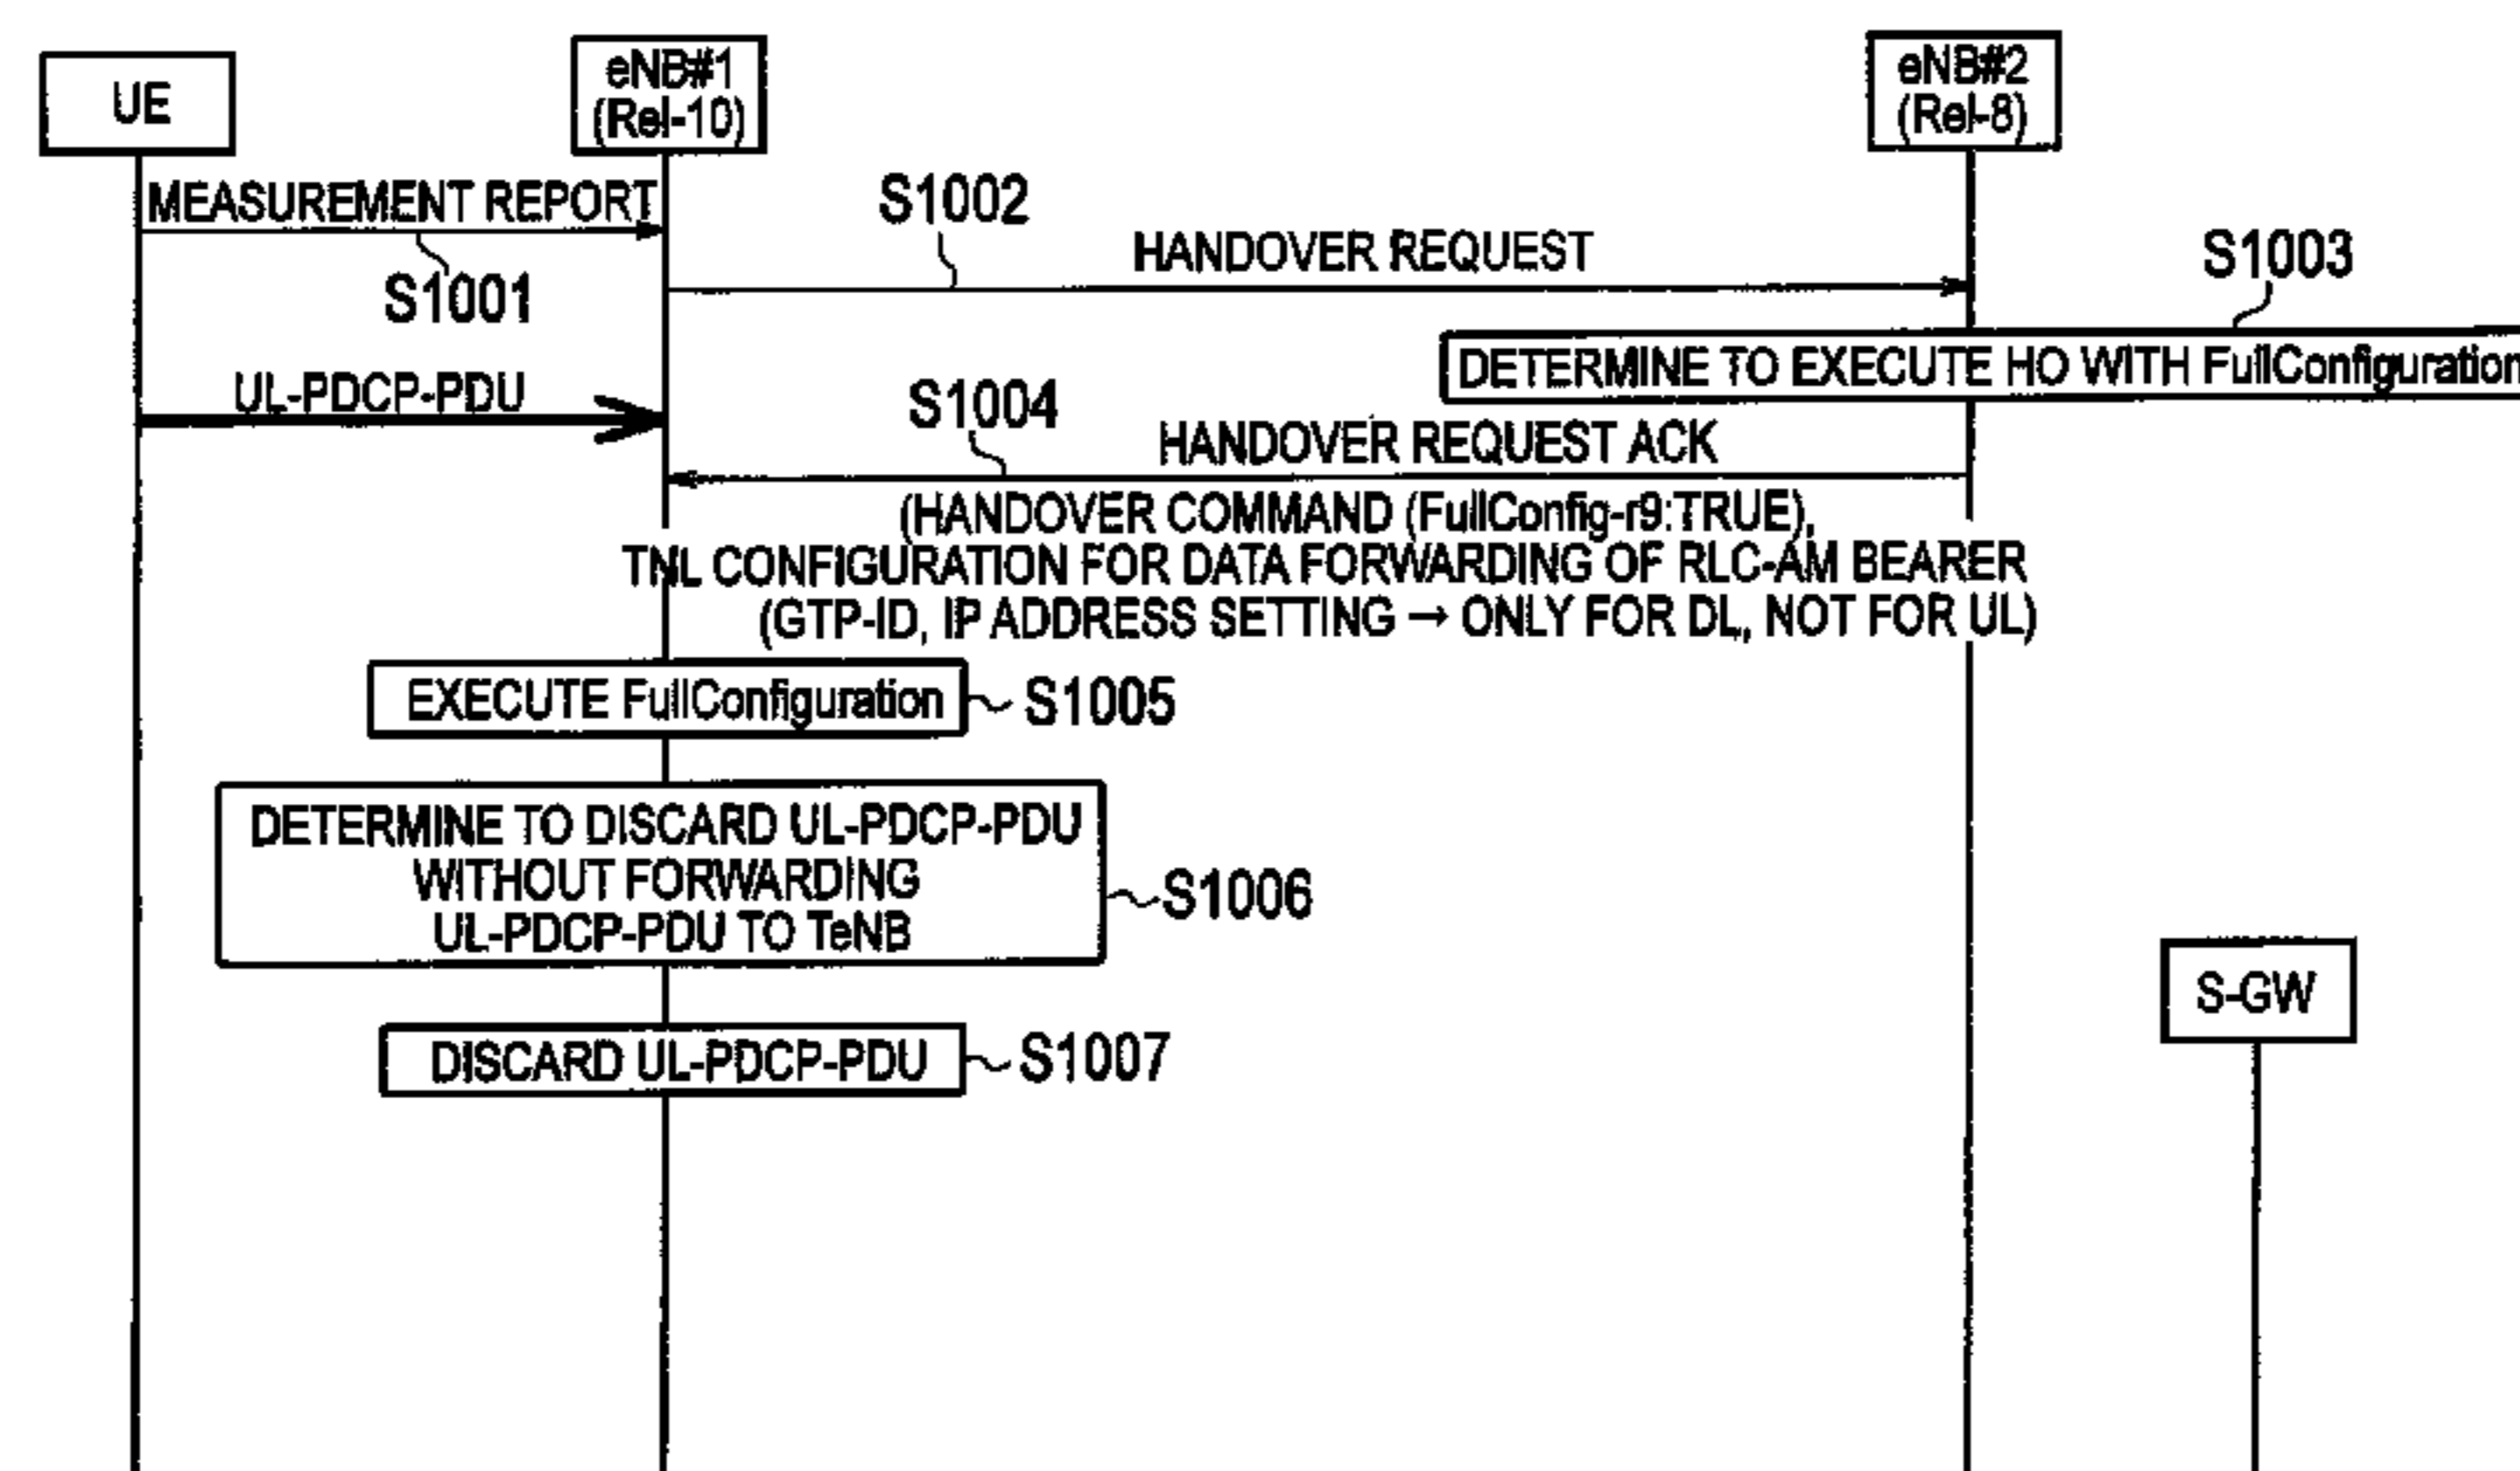 UE
eNB#1
(Rel-10)
eNB#2
(Rel-8)
MEASUREMENT REPORT
S1001
S1002
HANDOVER REQUEST
S1003
DETERMINE TO EXECUTE HO WITH FullConfiguration
UL-PDCP-PDU
S1004
HANDOVER REQUEST ACK
(HANDOVER COMMAND (FullConfig-r9:TRUE),
TNL CONFIGURATION FOR DATA FORWARDING OF RLC-AM BEARER
(GTP-ID, IP ADDRESS SETTING → ONLY FOR DL, NOT FOR UL)
EXECUTE FullConfiguration
S1005
DETERMINE TO DISCARD UL-PDCP-PDU
WITHOUT FORWARDING
UL-PDCP-PDU TO TeNB
S1006
S-GW
DISCARD UL-PDCP-PDU
S1007